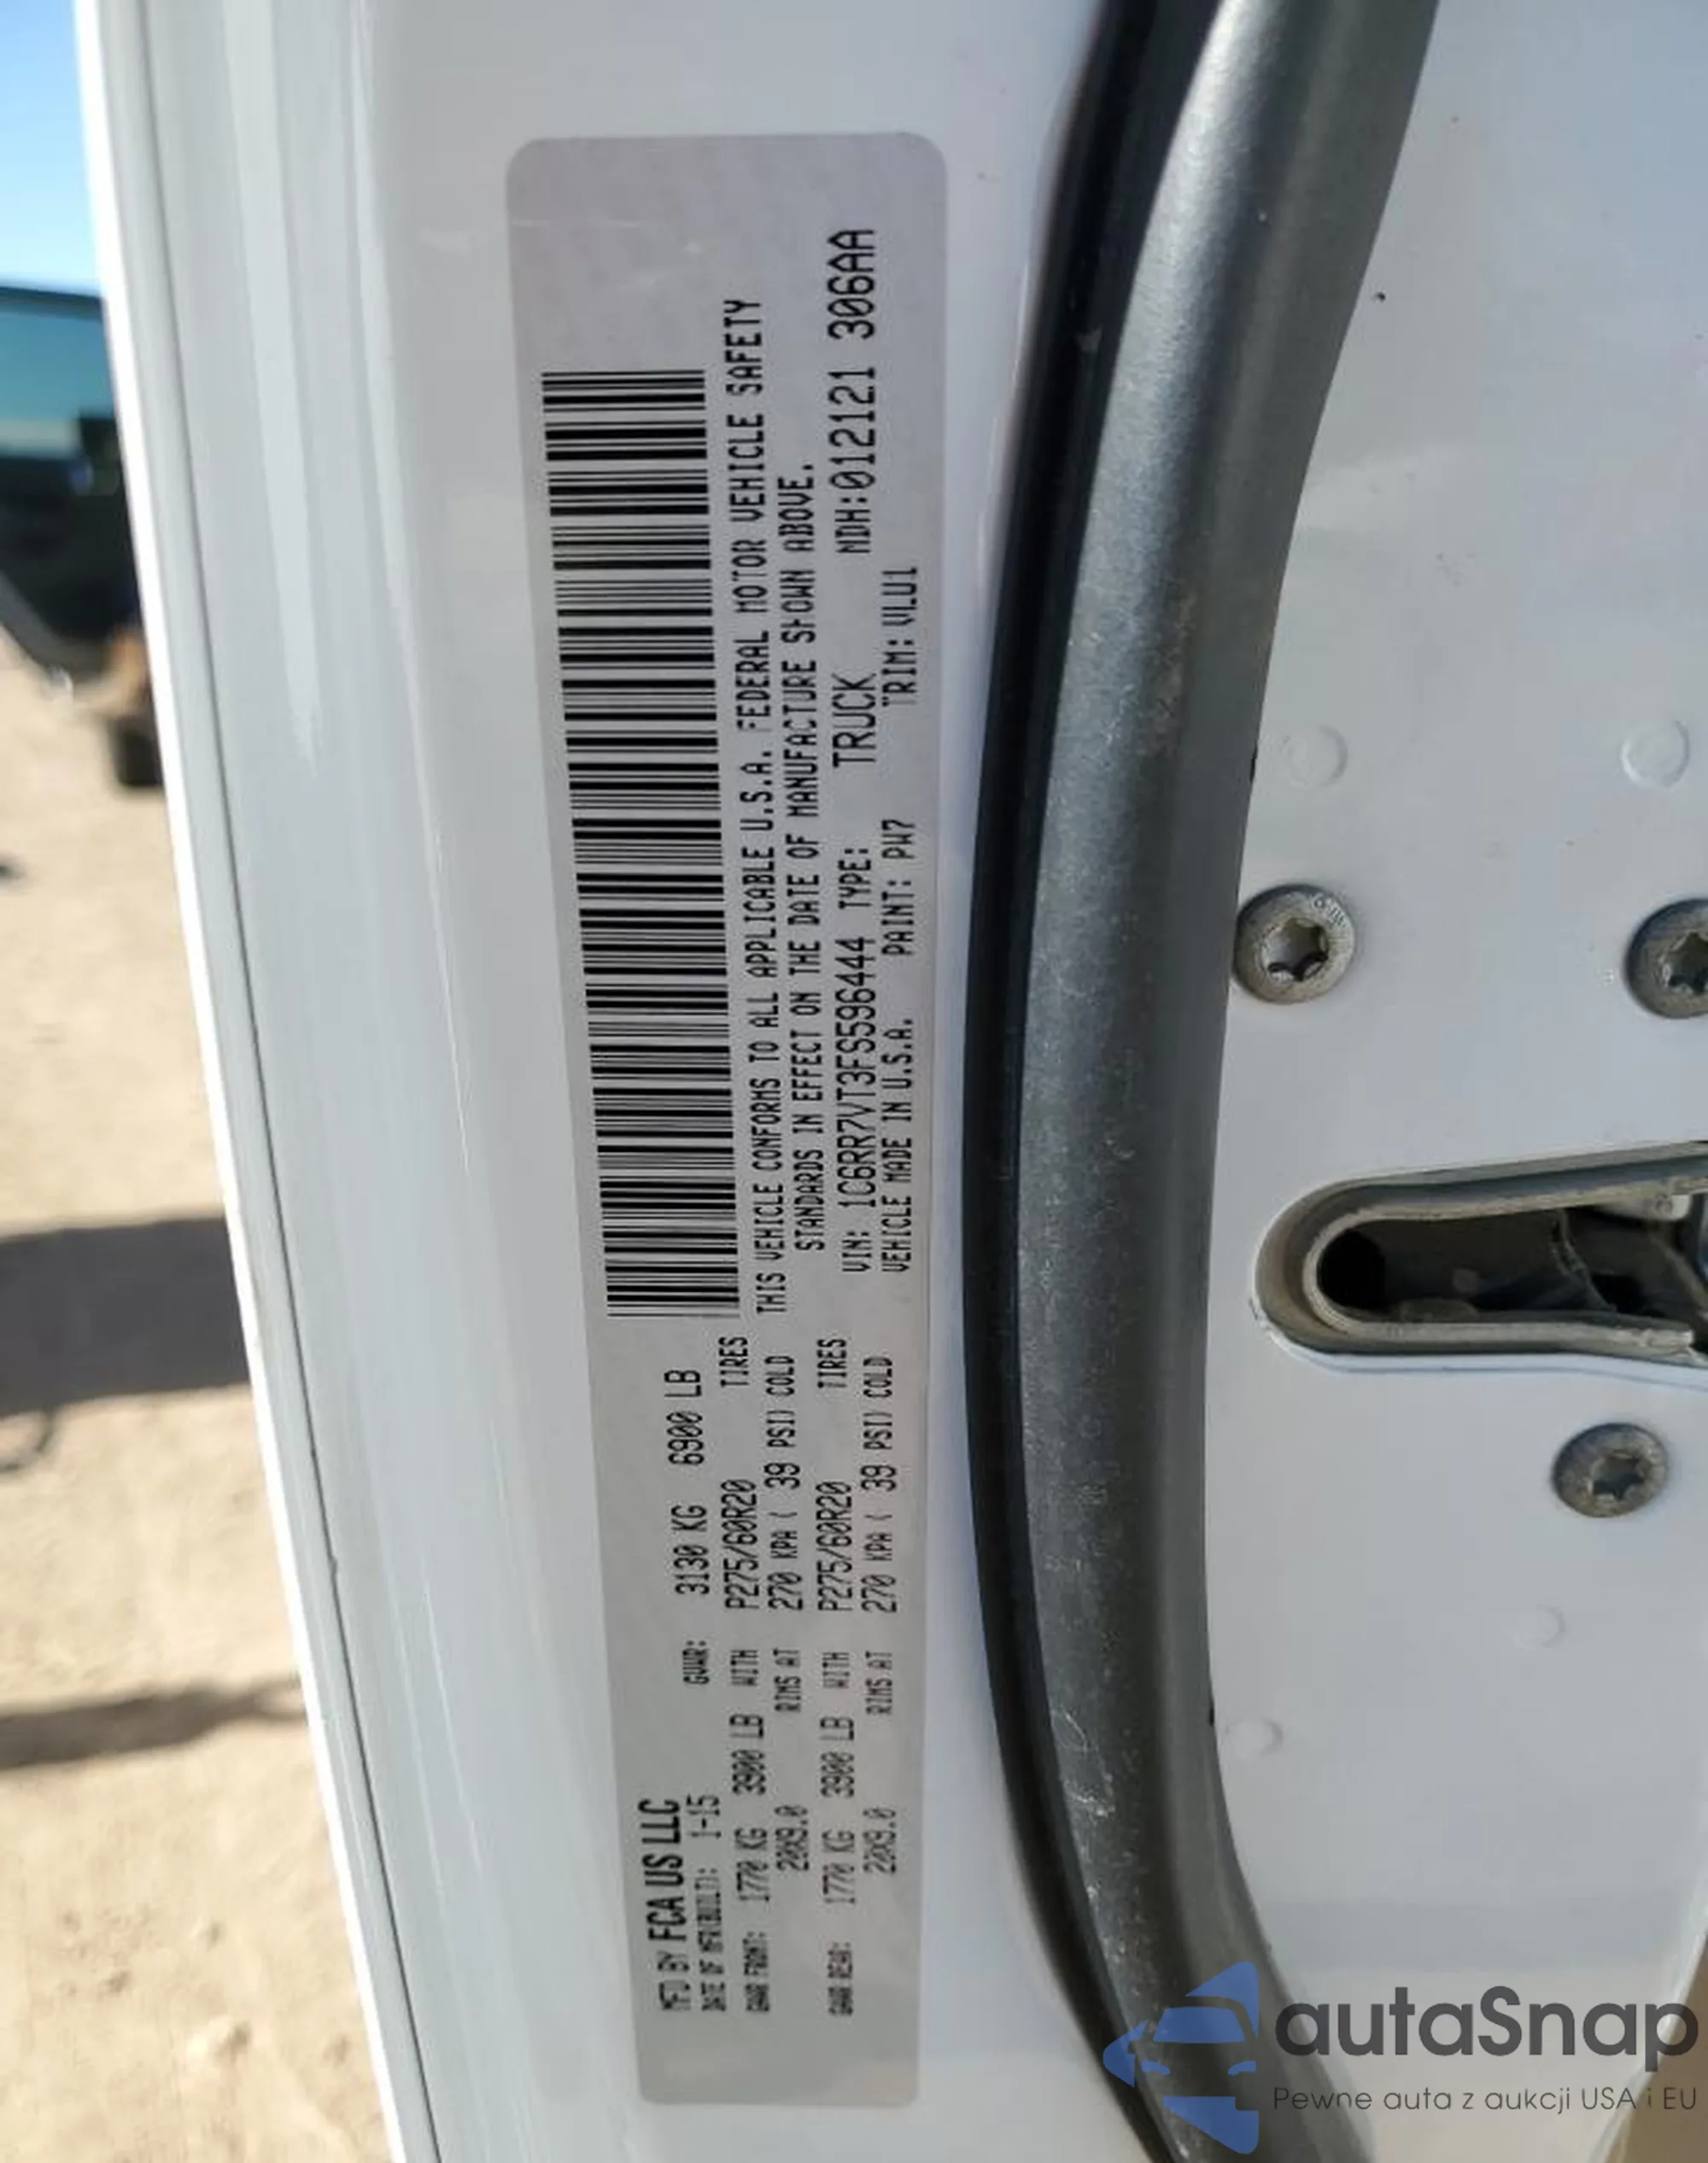 MFD BY FCA US LLC
DATE OF MFR(BUILT): 1-15
GVWR: 3130 KG 6900 LB
GAWR FRONT: 1770 KG 3900 LB WITH P275/60R20 TIRES
20X9.0 RIMS AT 270 KPA ( 39 PSI) COLD
GAWR REAR: 1770 KG 3900 LB WITH P275/60R20 TIRES
20X9.0 RIMS AT 270 KPA ( 39 PSI) COLD
THIS VEHICLE CONFORMS TO ALL APPLICABLE U.S.A. FEDERAL MOTOR VEHICLE SAFETY
STANDARDS IN EFFECT ON THE DATE OF MANUFACTURE SHOWN ABOVE.
VIN: 1C6RR7VT3FS596444 TYPE: TRUCK MDH:012121 306AA
VEHICLE MADE IN U.S.A. PAINT: PW7 TRIM: VLU1
autaSnap
Pewne auta z aukcji USA i EU